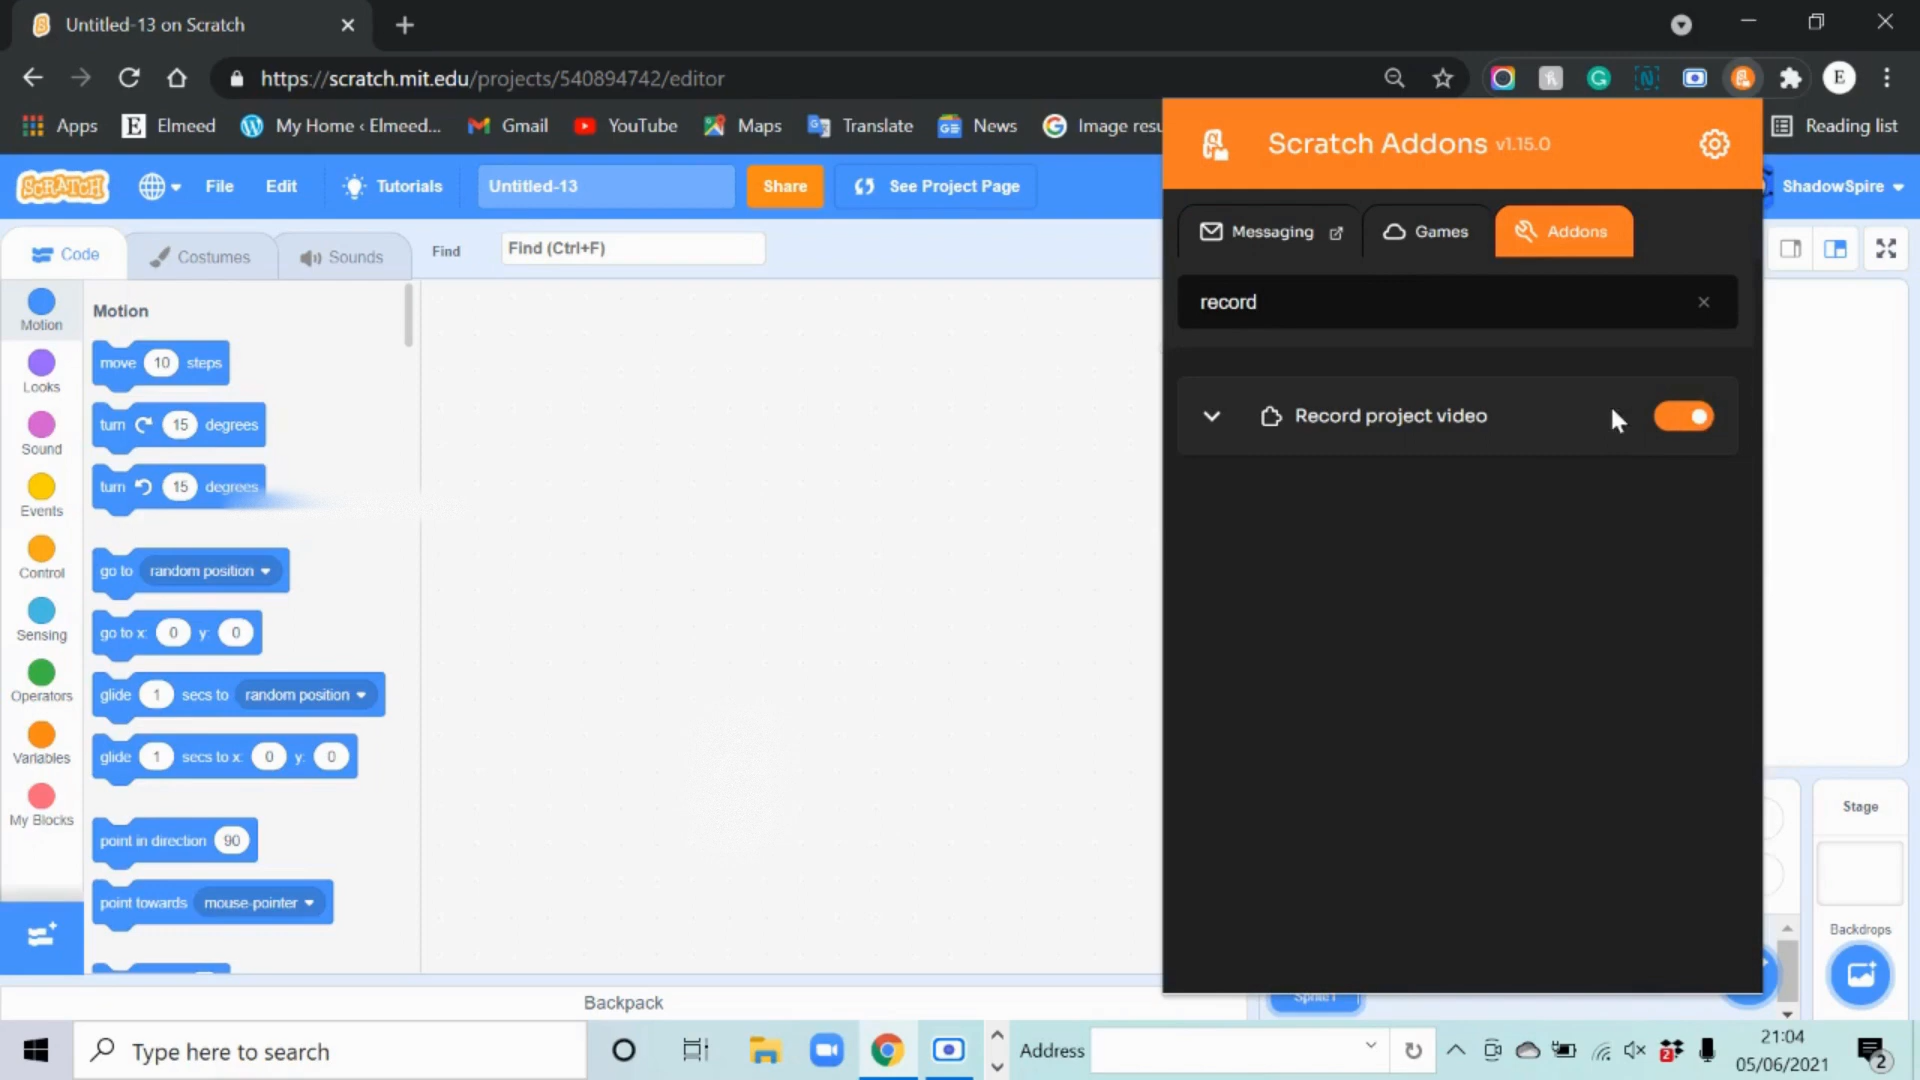 Untitled-13 on Scratch
https://scratch.mit.edu/projects/540894742/editor
E
Apps
E
Elmeed
My Home ‹ Elmeed...
Gmail
YouTube
Maps
Translate
News
Image resu
Reading list
SCRATCH
File
Edit
Tutorials
Untitled-13
Share
See Project Page
ShadowSpire
Scratch Addons v1.15.0
Messaging
Games
Addons
record
Record project video
Code
Costumes
Sounds
Find
Find (Ctrl+F)
Motion
Looks
Sound
Events
Control
Sensing
Operators
Variables
My Blocks
Motion
move 10 steps
turn 15 degrees
turn 15 degrees
go to random position
go to x: 0 y: 0
glide 1 secs to random position
glide 1 secs to x: 0 y: 0
point in direction 90
point towards mouse-pointer
Backpack
Sprite1
Stage
Backdrops
Type here to search
Address
2
21:04
05/06/2021
2